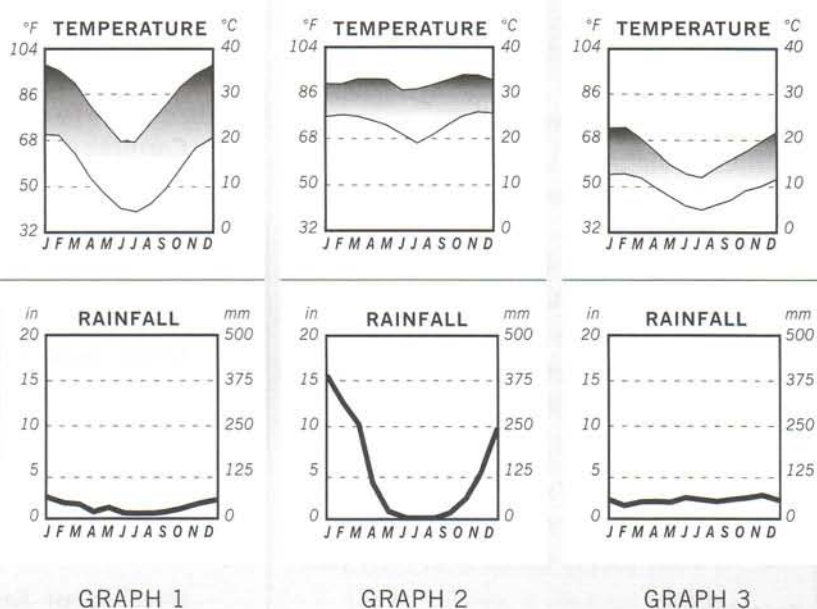 °F TEMPERATURE °C
104 40
86 30
68 20
50 10
32 0
J F M A M J J A S O N D
in RAINFALL mm
20 500
15 375
10 250
5 125
0 0
J F M A M J J A S O N D
GRAPH 1
°F TEMPERATURE °C
104 40
86 30
68 20
50 10
32 0
J F M A M J J A S O N D
in RAINFALL mm
20 500
15 375
10 250
5 125
0 0
J F M A M J J A S O N D
GRAPH 2
°F TEMPERATURE °C
104 40
86 30
68 20
50 10
32 0
J F M A M J J A S O N D
in RAINFALL mm
20 500
15 375
10 250
5 125
0 0
J F M A M J J A S O N D
GRAPH 3